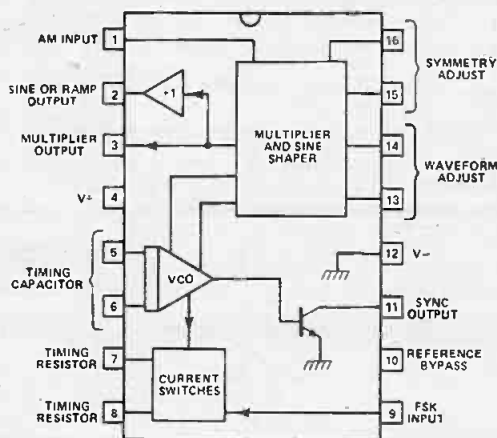 AM INPUT
1
SINE OR RAMP
OUTPUT
2
MULTIPLIER
OUTPUT
3
V+
4
TIMING
CAPACITOR
5
6
TIMING
RESISTOR
7
TIMING
RESISTOR
8
+1
MULTIPLIER
AND SINE
SHAPER
VCO
CURRENT
SWITCHES
16
15
SYMMETRY
ADJUST
14
13
WAVEFORM
ADJUST
12
V-
11
SYNC
OUTPUT
10
REFERENCE
BYPASS
9
FSK
INPUT